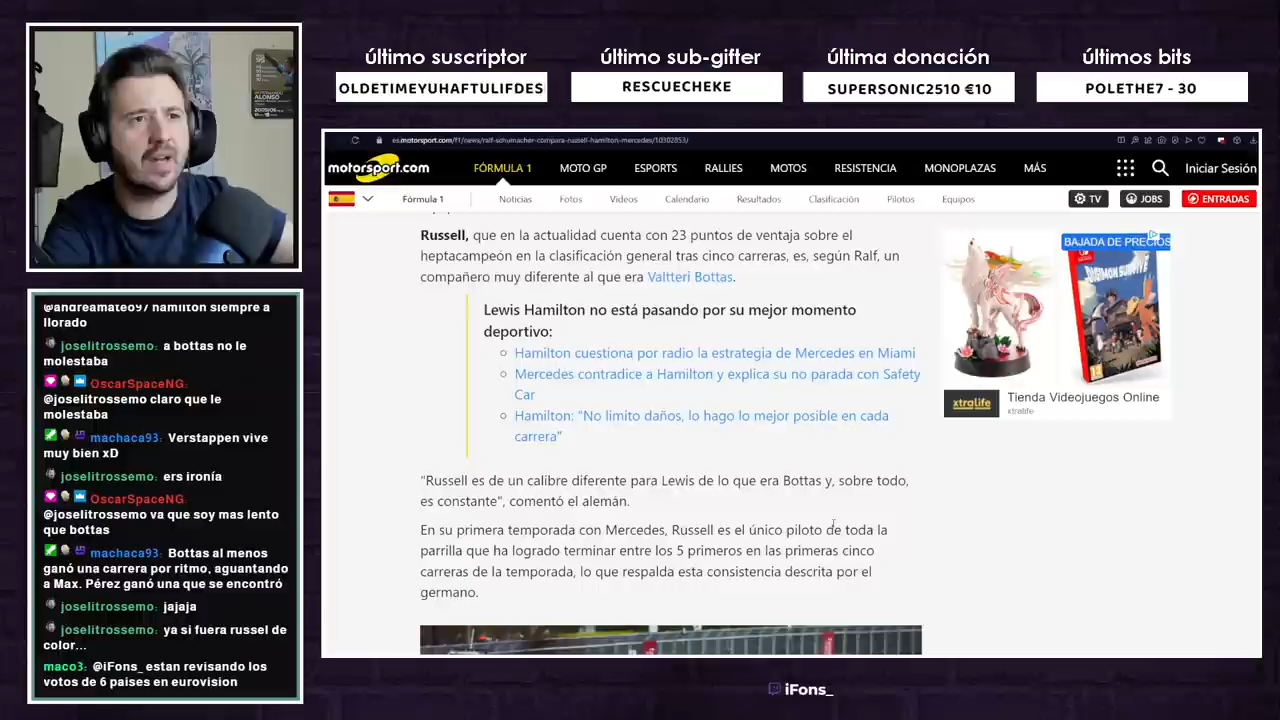 último suscriptor
OLDETIMEYUHAFTULIFDES
último sub-gifter
RESCUECHEKE
última donación
SUPERSONIC2510 €10
últimos bits
POLETHE7 - 30
ALONSO
@andreamateo97 hamilton siempre a
llorado
joselitrossemo: a bottas no le
molestaba
OscarSpaceNG:
@joselitrossemo claro que le
molestaba
machaca93: Verstappen vive
muy bien xD
joselitrossemo: ers ironía
OscarSpaceNG:
@joselitrossemo va que soy mas lento
que bottas
machaca93: Bottas al menos
ganó una carrera por ritmo, aguantando
a Max. Pérez ganó una que se encontró
joselitrossemo: jajaja
joselitrossemo: ya si fuera russel de
color...
maco3: @iFons_ estan revisando los
votos de 6 paises en eurovision
es.motorsport.com/f1/news/ralf-schumacher-compara-russell-hamilton-mercedes/10302853/
motorsport.com
FÓRMULA 1 MOTO GP ESPORTS RALLIES MOTOS RESISTENCIA MONOPLAZAS MÁS Iniciar Sesión
Fórmula 1 Noticias Fotos Videos Calendario Resultados Clasificación Pilotos Equipos TV JOBS ENTRADAS
Russell, que en la actualidad cuenta con 23 puntos de ventaja sobre el
heptacampeón en la clasificación general tras cinco carreras, es, según Ralf, un
compañero muy diferente al que era Valtteri Bottas.
Lewis Hamilton no está pasando por su mejor momento
deportivo:
Hamilton cuestiona por radio la estrategia de Mercedes en Miami
Mercedes contradice a Hamilton y explica su no parada con Safety
Car
Hamilton: "No limito daños, lo hago lo mejor posible en cada
carrera"
"Russell es de un calibre diferente para Lewis de lo que era Bottas y, sobre todo,
es constante", comentó el alemán.
En su primera temporada con Mercedes, Russell es el único piloto de toda la
parrilla que ha logrado terminar entre los 5 primeros en las primeras cinco
carreras de la temporada, lo que respalda esta consistencia descrita por el
germano.
BAJADA DE PRECIOS
DIGIMON SURVIVE
xtralife
Tienda Videojuegos Online
xtralife
iFons_